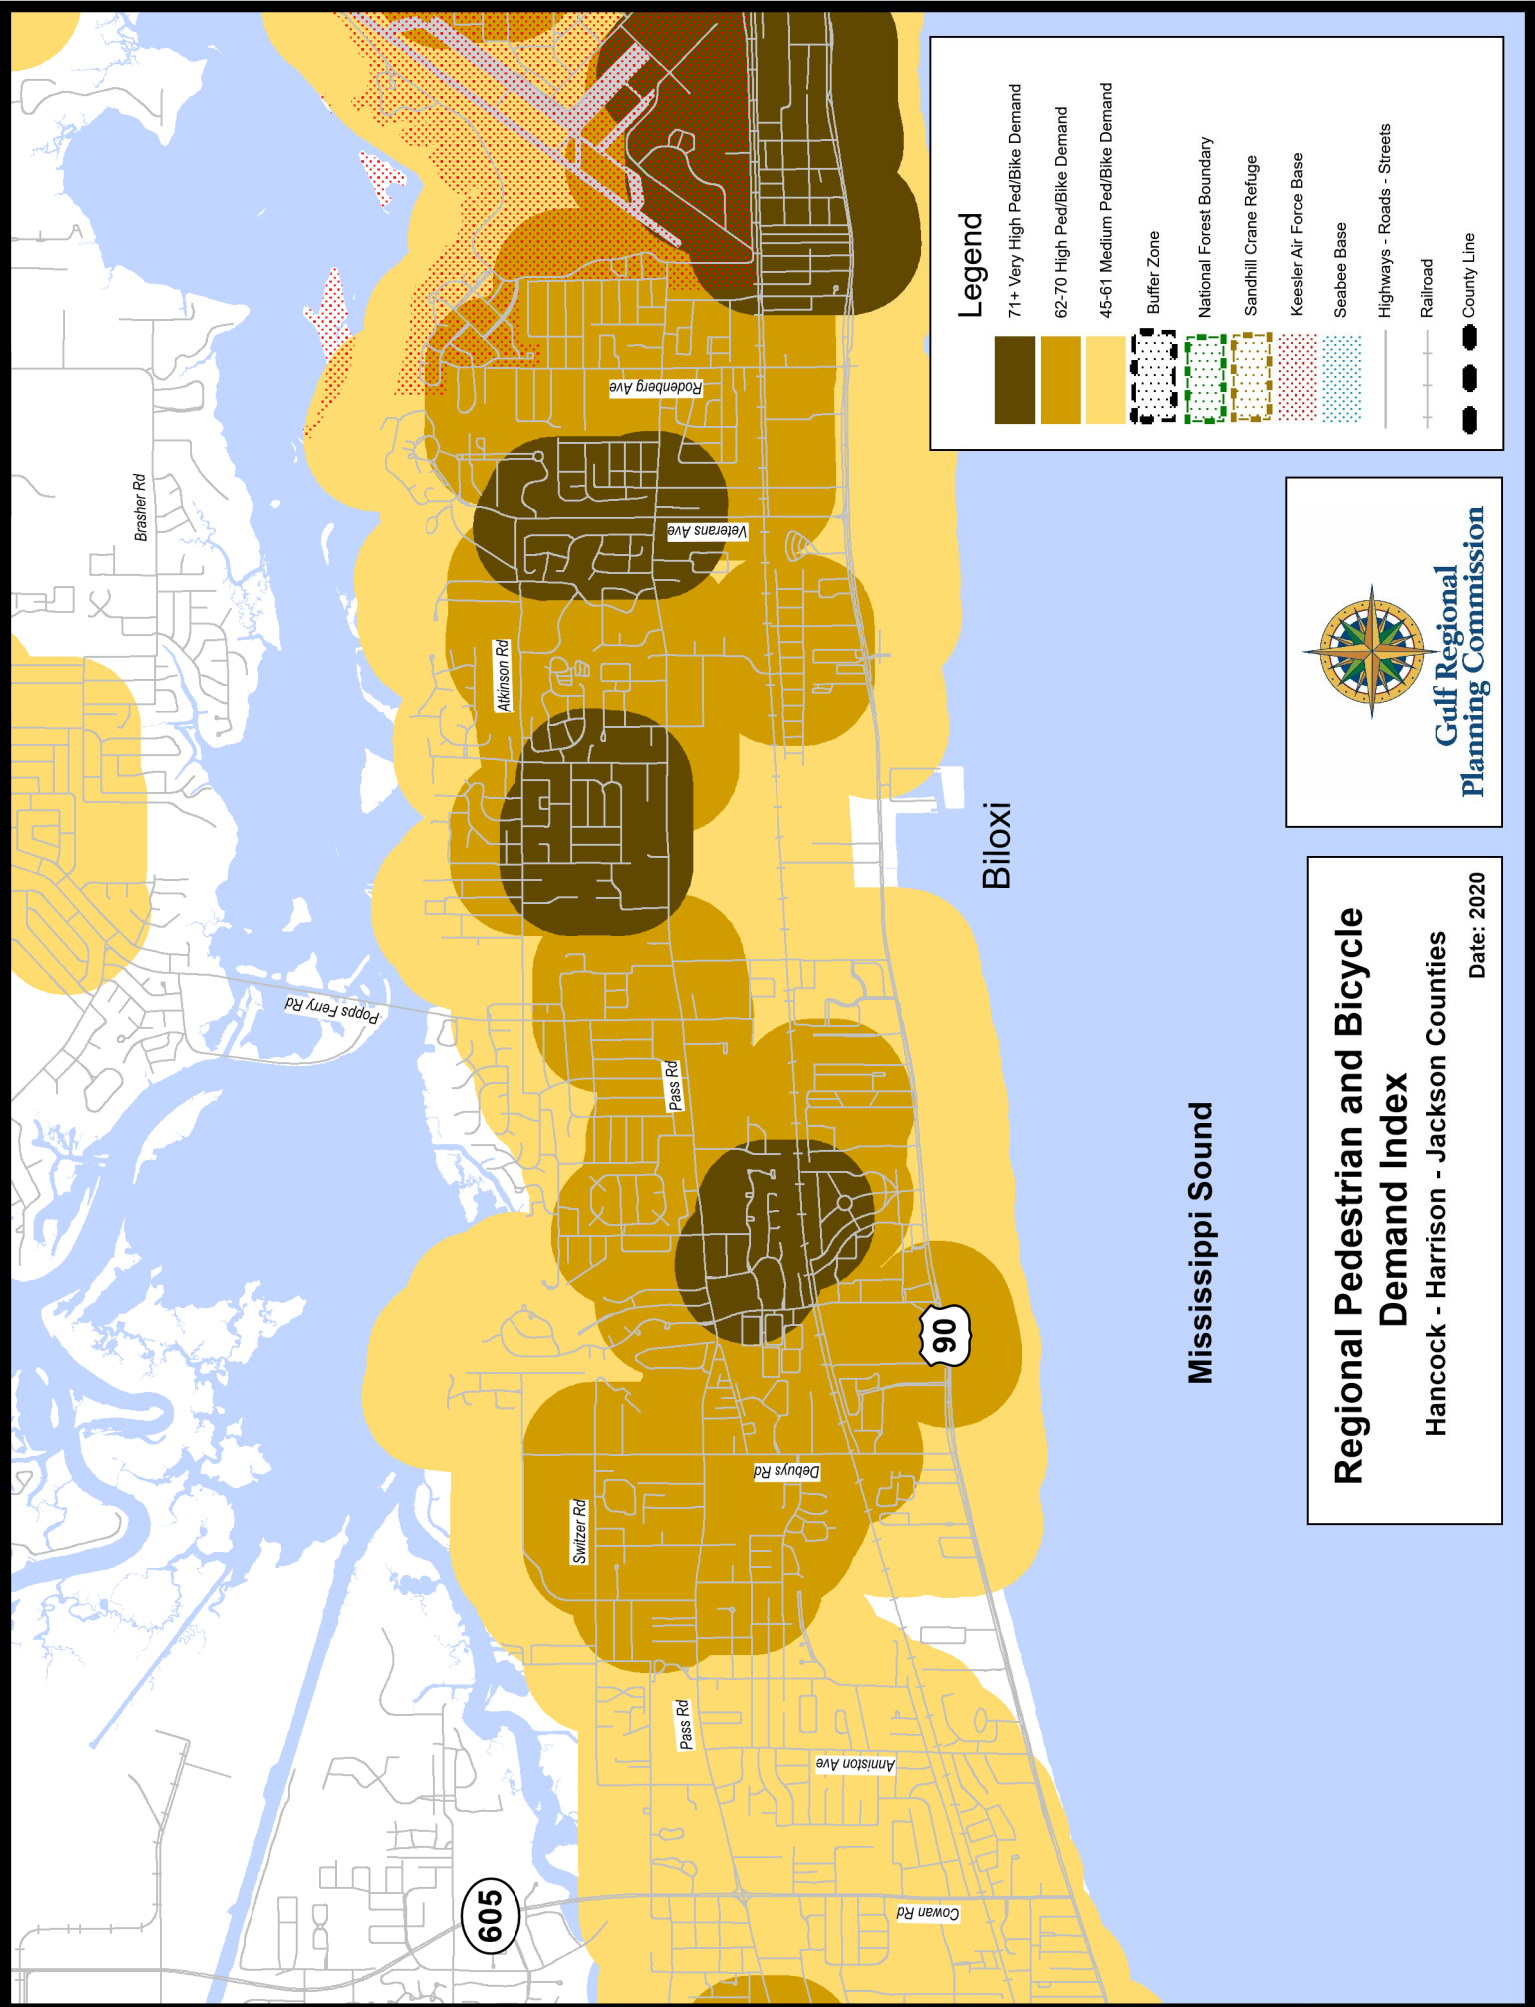 Brasher Rd
Popps Ferry Rd
Atkinson Rd
Rodenberg Ave
Veterans Ave
Pass Rd
Switzer Rd
Debuys Rd
Pass Rd
Anniston Ave
Cowan Rd
605
90
Biloxi
Mississippi Sound
Legend
71+ Very High Ped/Bike Demand
62-70 High Ped/Bike Demand
45-61 Medium Ped/Bike Demand
Buffer Zone
National Forest Boundary
Sandhill Crane Refuge
Keesler Air Force Base
Seabee Base
Highways - Roads - Streets
Railroad
County Line
Gulf Regional
Planning Commission
Regional Pedestrian and Bicycle
Demand Index
Hancock - Harrison - Jackson Counties
Date: 2020